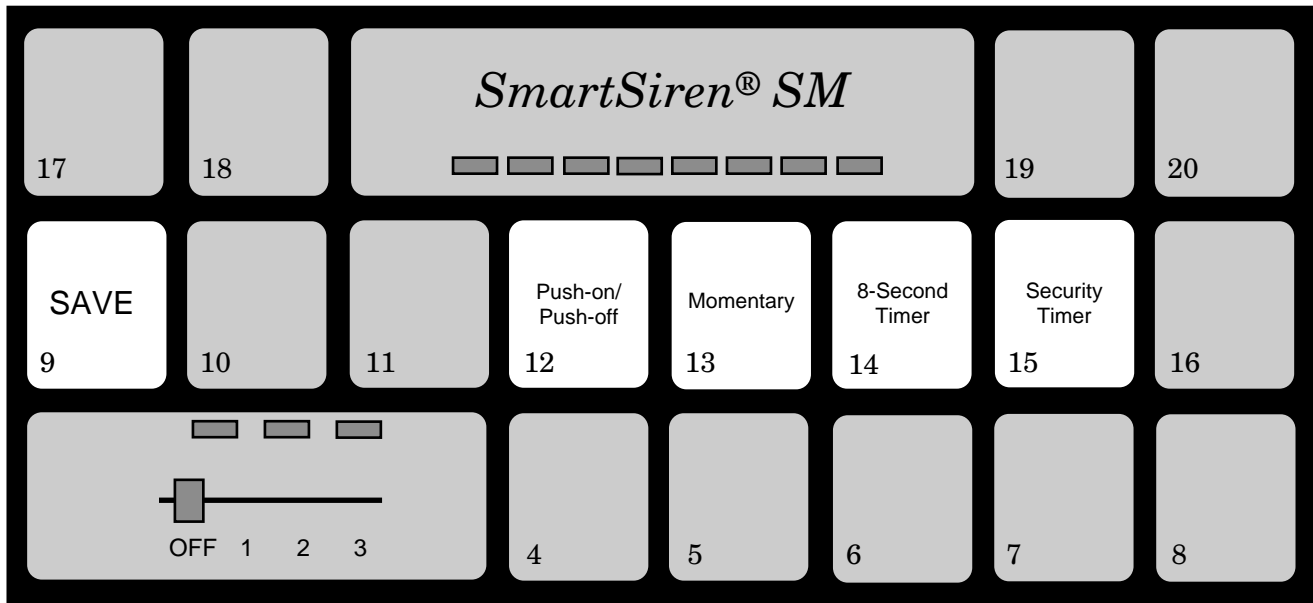 SmartSiren® SM
17
18
19
20
SAVE
Push-on/
Push-off
Momentary
8-Second
Timer
Security
Timer
9
10
11
12
13
14
15
16
OFF 1 2 3
4
5
6
7
8